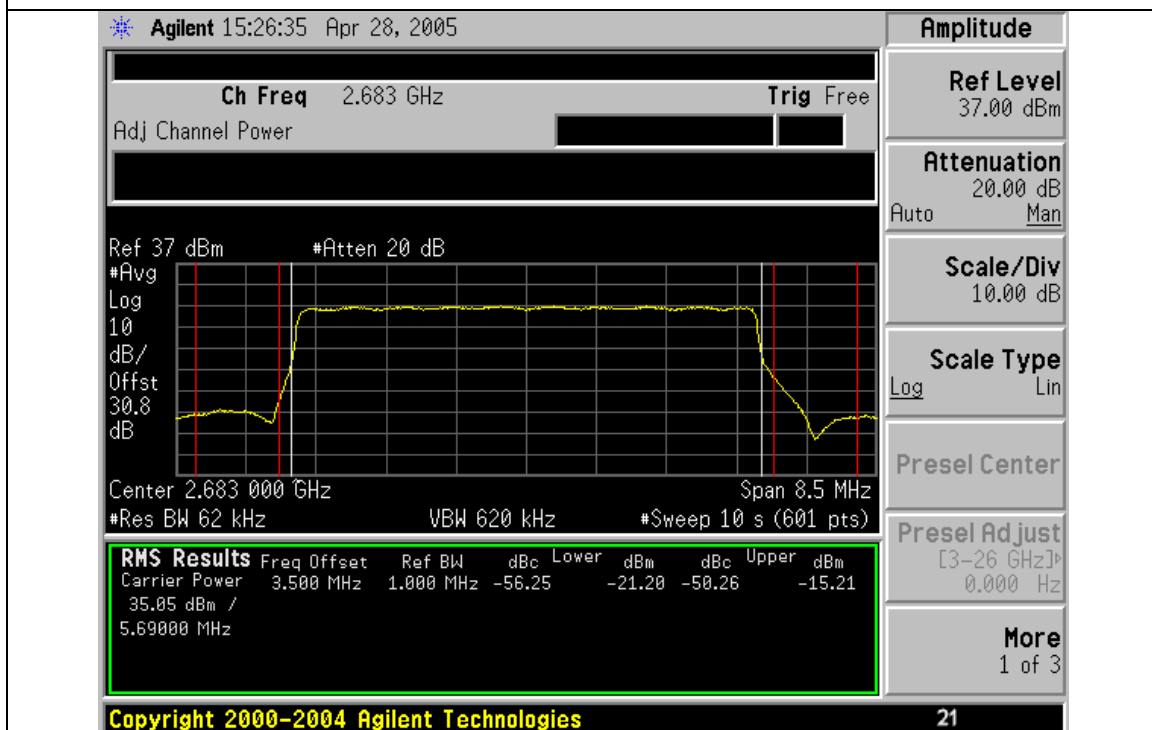 Agilent 15:26:35 Apr 28, 2005
Amplitude
Ch Freq 2.683 GHz Trig Free
Adj Channel Power
Ref 37 dBm #Atten 20 dB
#Avg
Log
10
dB/
Offst
30.8
dB
Center 2.683 000 GHz Span 8.5 MHz
#Res BW 62 kHz VBW 620 kHz #Sweep 10 s (601 pts)
RMS Results Freq Offset Ref BW dBc Lower dBm dBc Upper dBm
Carrier Power 3.500 MHz 1.000 MHz -56.25 -21.20 -50.26 -15.21
35.05 dBm /
5.69000 MHz
Ref Level
37.00 dBm
Attenuation
20.00 dB
Auto Man
Scale/Div
10.00 dB
Scale Type
Log Lin
Presel Center
Presel Adjust
[3-26 GHz]
0.000 Hz
More
1 of 3
Copyright 2000-2004 Agilent Technologies 21